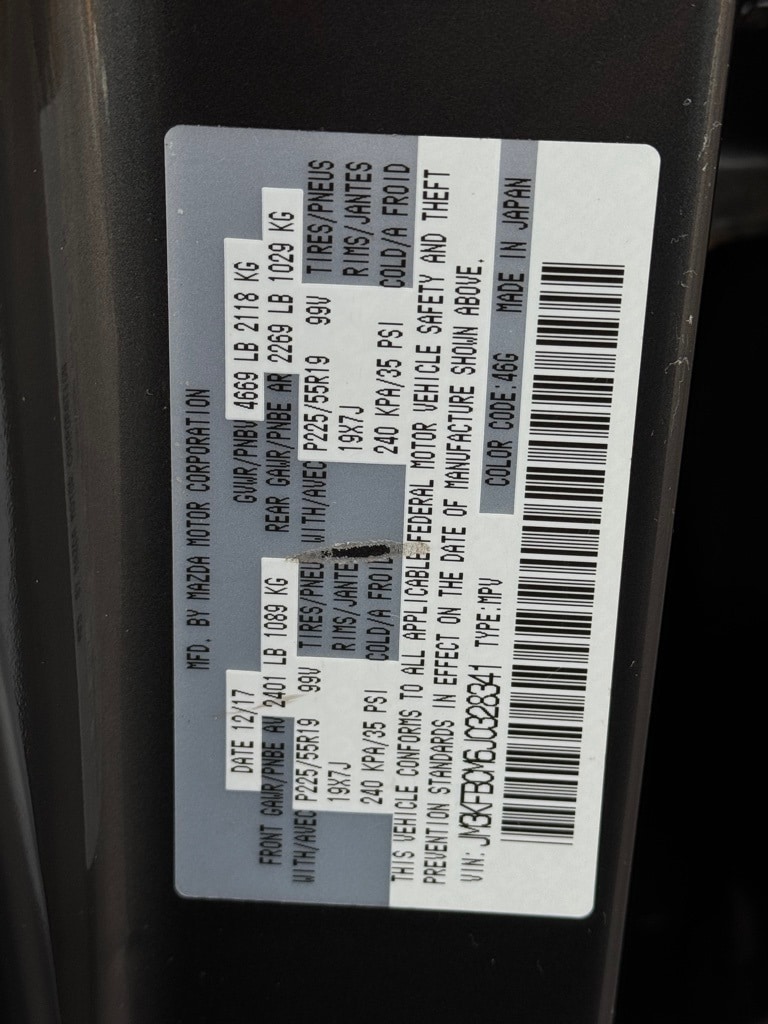 MFD. BY MAZDA MOTOR CORPORATION
DATE 12/17 GVWR/PNBV 4669 LB 2118 KG
FRONT GAWR/PNBE AV 2401 LB 1089 KG REAR GAWR/PNBE AR 2269 LB 1029 KG
WITH/AVEC P225/55R19 99V TIRES/PNEU WITH/AVEC P225/55R19 99V TIRES/PNEUS
19X7J RIMS/JANTE 19X7J RIMS/JANTES
240 KPA/35 PSI COLD/A FROI 240 KPA/35 PSI COLD/A FROID
THIS VEHICLE CONFORMS TO ALL APPLICABLE FEDERAL MOTOR VEHICLE SAFETY AND THEFT
PREVENTION STANDARDS IN EFFECT ON THE DATE OF MANUFACTURE SHOWN ABOVE.
VIN: JM3KFBCM6J0328341 TYPE:MPV COLOR CODE:46G MADE IN JAPAN